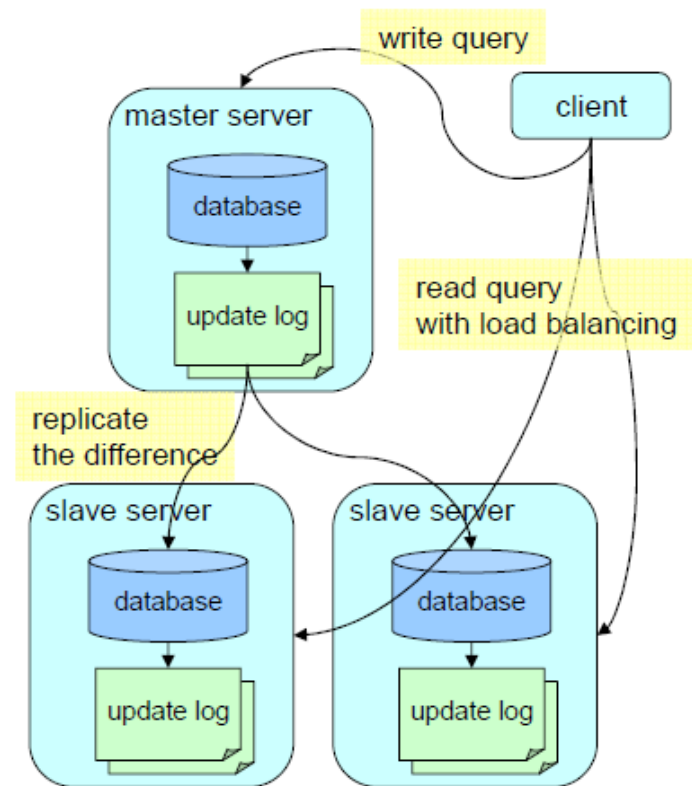 write query
client
master server
database
update log
read query
with load balancing
replicate
the difference
slave server
database
update log
slave server
database
update log